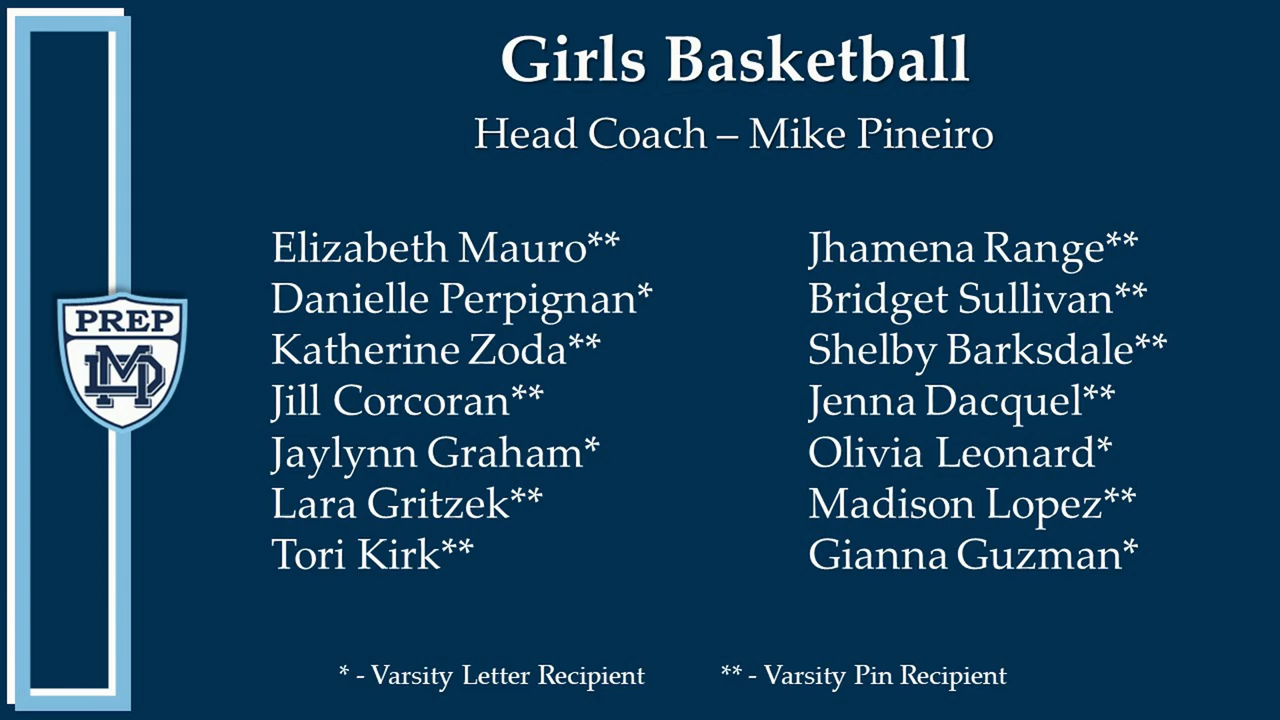 Girls Basketball
Head Coach – Mike Pineiro
Elizabeth Mauro**
Danielle Perpignan*
Katherine Zoda**
Jill Corcoran**
Jaylynn Graham*
Lara Gritzek**
Tori Kirk**
Jhamena Range**
Bridget Sullivan**
Shelby Barksdale**
Jenna Dacquel**
Olivia Leonard*
Madison Lopez**
Gianna Guzman*
* - Varsity Letter Recipient
** - Varsity Pin Recipient
PREP
MD